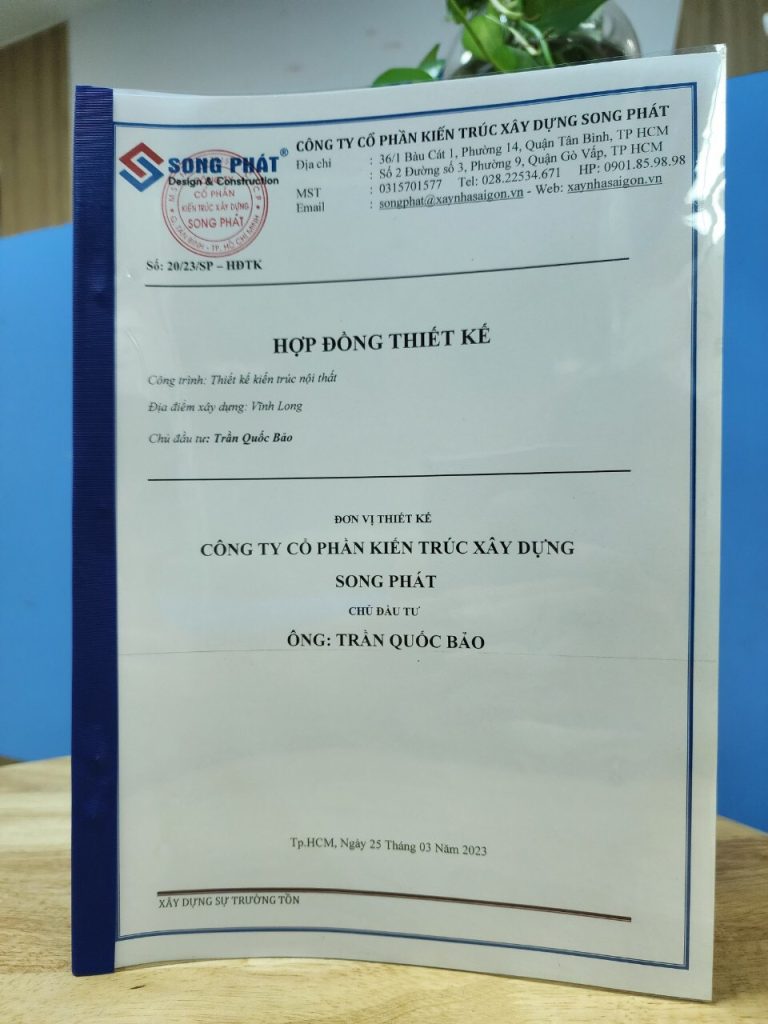 SONG PHÁT®
Design & Construction
CỔ PHẦN
KIẾN TRÚC XÂY DỰNG
SONG PHÁT
Q. TÂN BÌNH - TP. HỒ CHÍ MINH
CÔNG TY CỔ PHẦN KIẾN TRÚC XÂY DỰNG SONG PHÁT
Địa chỉ : 36/1 Bàu Cát 1, Phường 14, Quận Tân Bình, TP HCM
: Số 2 Đường số 3, Phường 9, Quận Gò Vấp, TP HCM
MST : 0315701577 Tel: 028.22534.671 HP: 0901.85.98.98
Email : songphat@xaynhasaigon.vn - Web: xaynhasaigon.vn
Số: 20/23/SP – HĐTK
HỢP ĐỒNG THIẾT KẾ
Công trình: Thiết kế kiến trúc nội thất
Địa điểm xây dựng: Vĩnh Long
Chủ đầu tư: Trần Quốc Bảo
ĐƠN VỊ THIẾT KẾ
CÔNG TY CỔ PHẦN KIẾN TRÚC XÂY DỰNG
SONG PHÁT
CHỦ ĐẦU TƯ
ÔNG: TRẦN QUỐC BẢO
Tp.HCM, Ngày 25 Tháng 03 Năm 2023
XÂY DỰNG SỰ TRƯỜNG TỒN